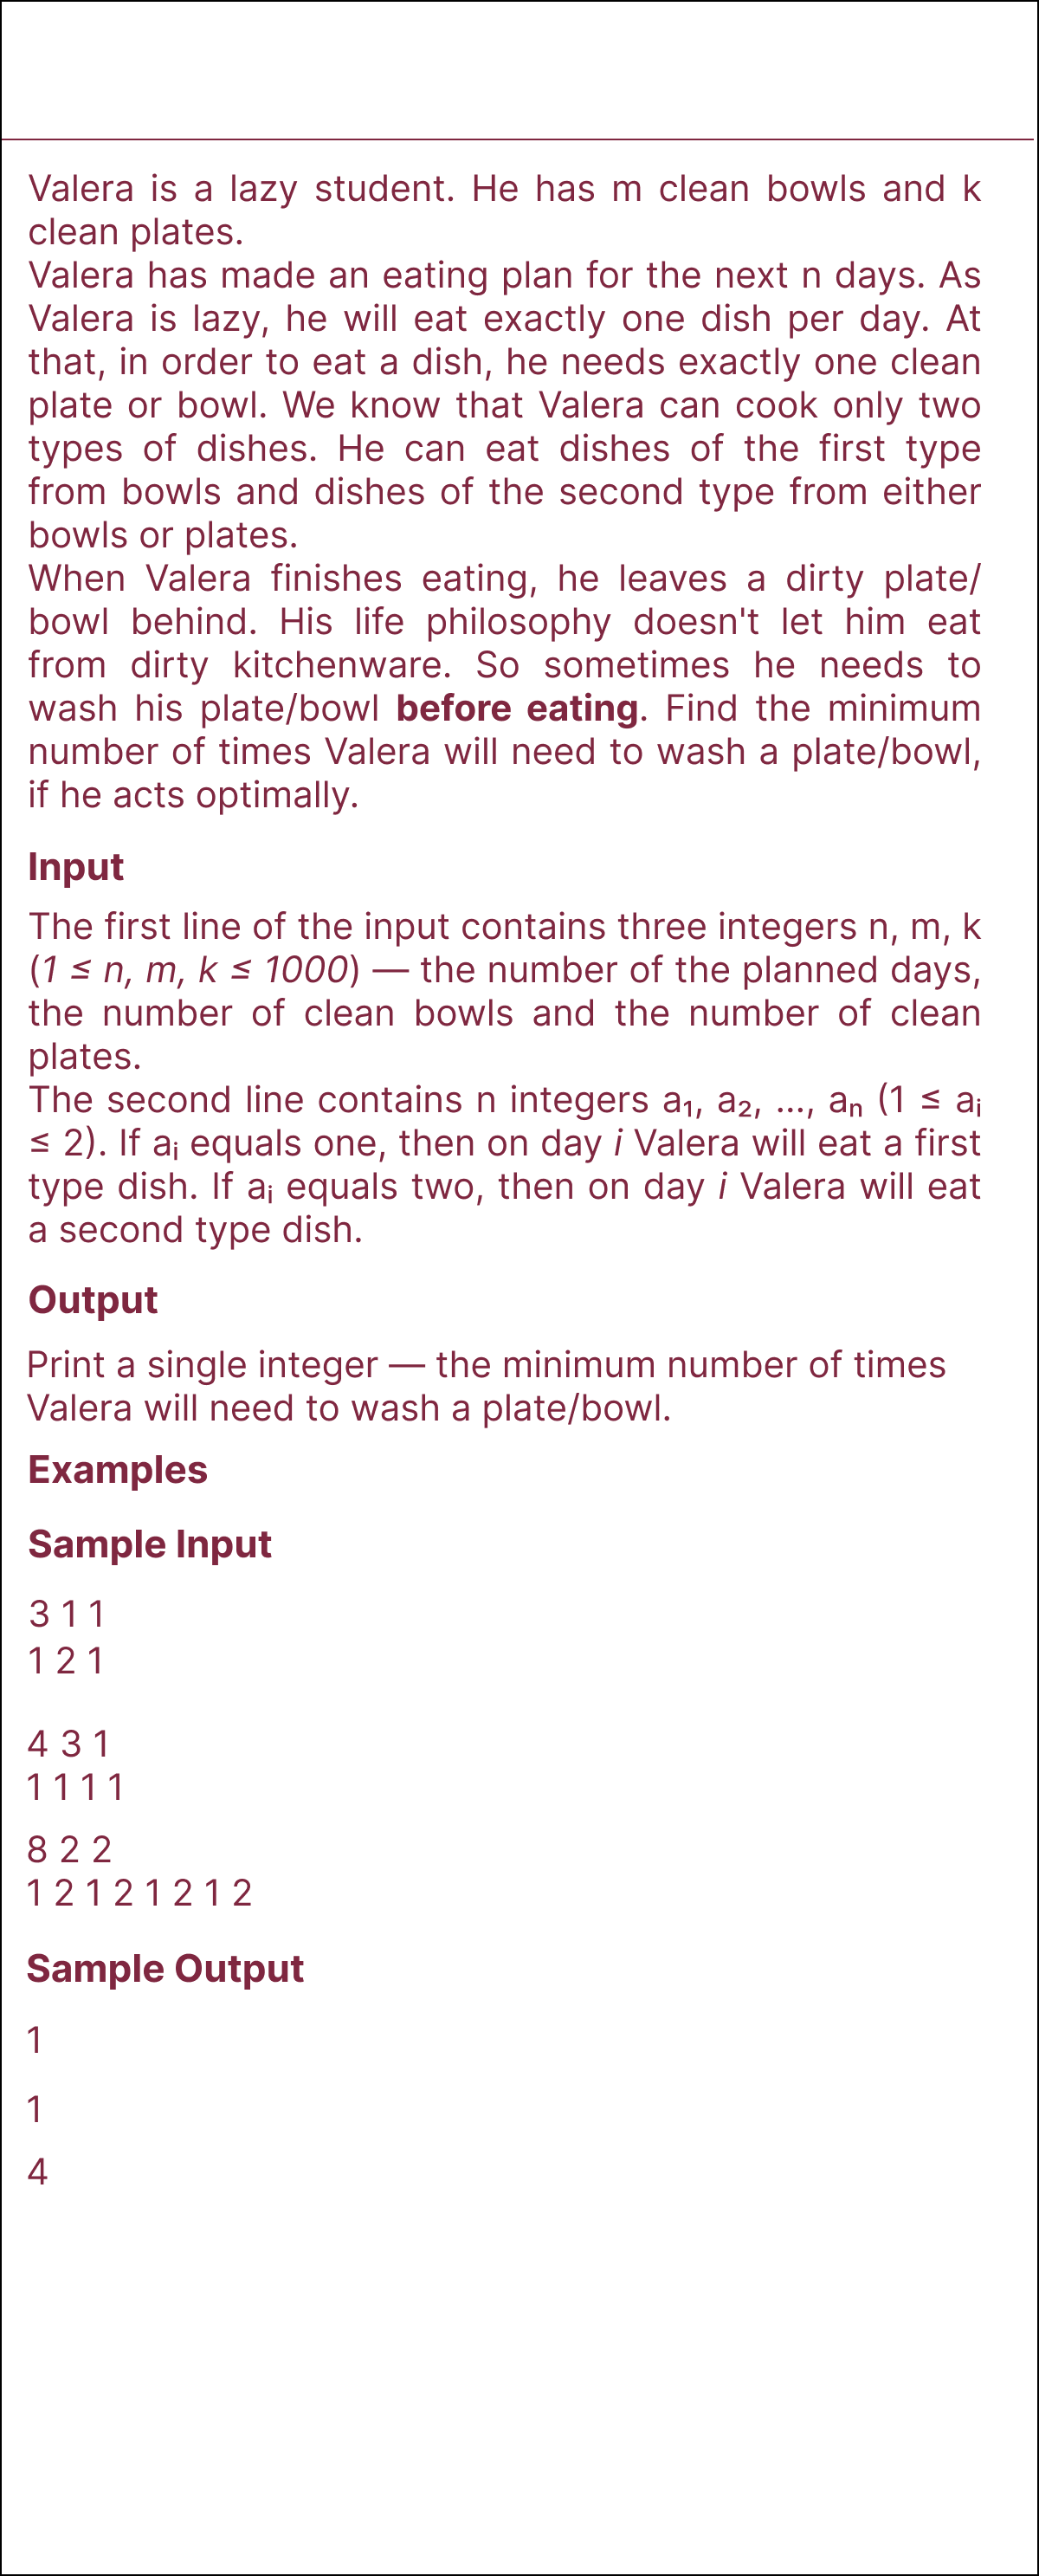 Valera is a lazy student. He has m clean bowls and k
clean plates.
Valera has made an eating plan for the next n days. As
Valera is lazy, he will eat exactly one dish per day. At
that, in order to eat a dish, he needs exactly one clean
plate or bowl. We know that Valera can cook only two
types of dishes. He can eat dishes of the first type
from bowls and dishes of the second type from either
bowls or plates.
When Valera finishes eating, he leaves a dirty plate/
bowl behind. His life philosophy doesn't let him eat
from dirty kitchenware. So sometimes he needs to
wash his plate/bowl before eating. Find the minimum
number of times Valera will need to wash a plate/bowl,
if he acts optimally.
Input
The first line of the input contains three integers n, m, k
(1 ≤ n, m, k ≤ 1000) — the number of the planned days,
the number of clean bowls and the number of clean
plates.
The second line contains n integers a₁, a₂, ..., aₙ (1 ≤ aᵢ
≤ 2). If aᵢ equals one, then on day i Valera will eat a first
type dish. If aᵢ equals two, then on day i Valera will eat
a second type dish.
Output
Print a single integer — the minimum number of times
Valera will need to wash a plate/bowl.
Examples
Sample Input
3 1 1
1 2 1
4 3 1
1 1 1 1
8 2 2
1 2 1 2 1 2 1 2
Sample Output
1
1
4